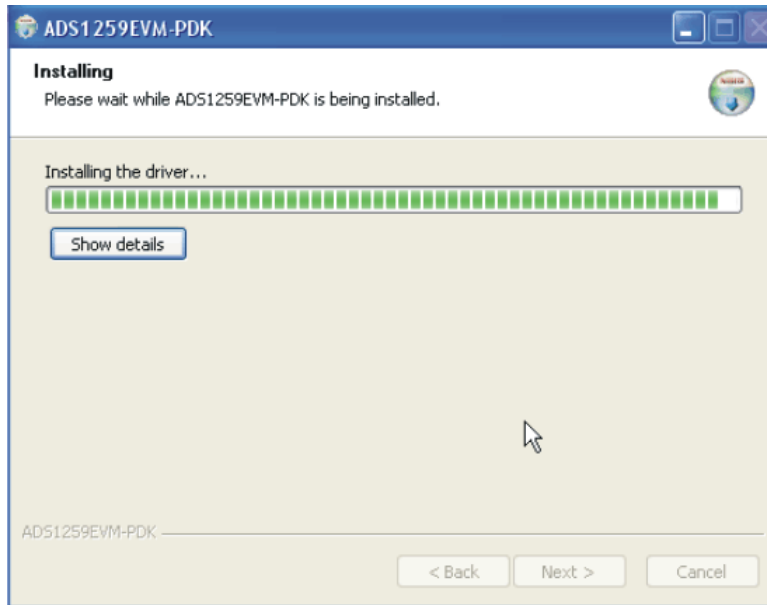 ADS1259EVM-PDK
Installing
Please wait while ADS1259EVM-PDK is being installed.
Installing the driver...
Show details
ADS1259EVM-PDK
< Back Next > Cancel